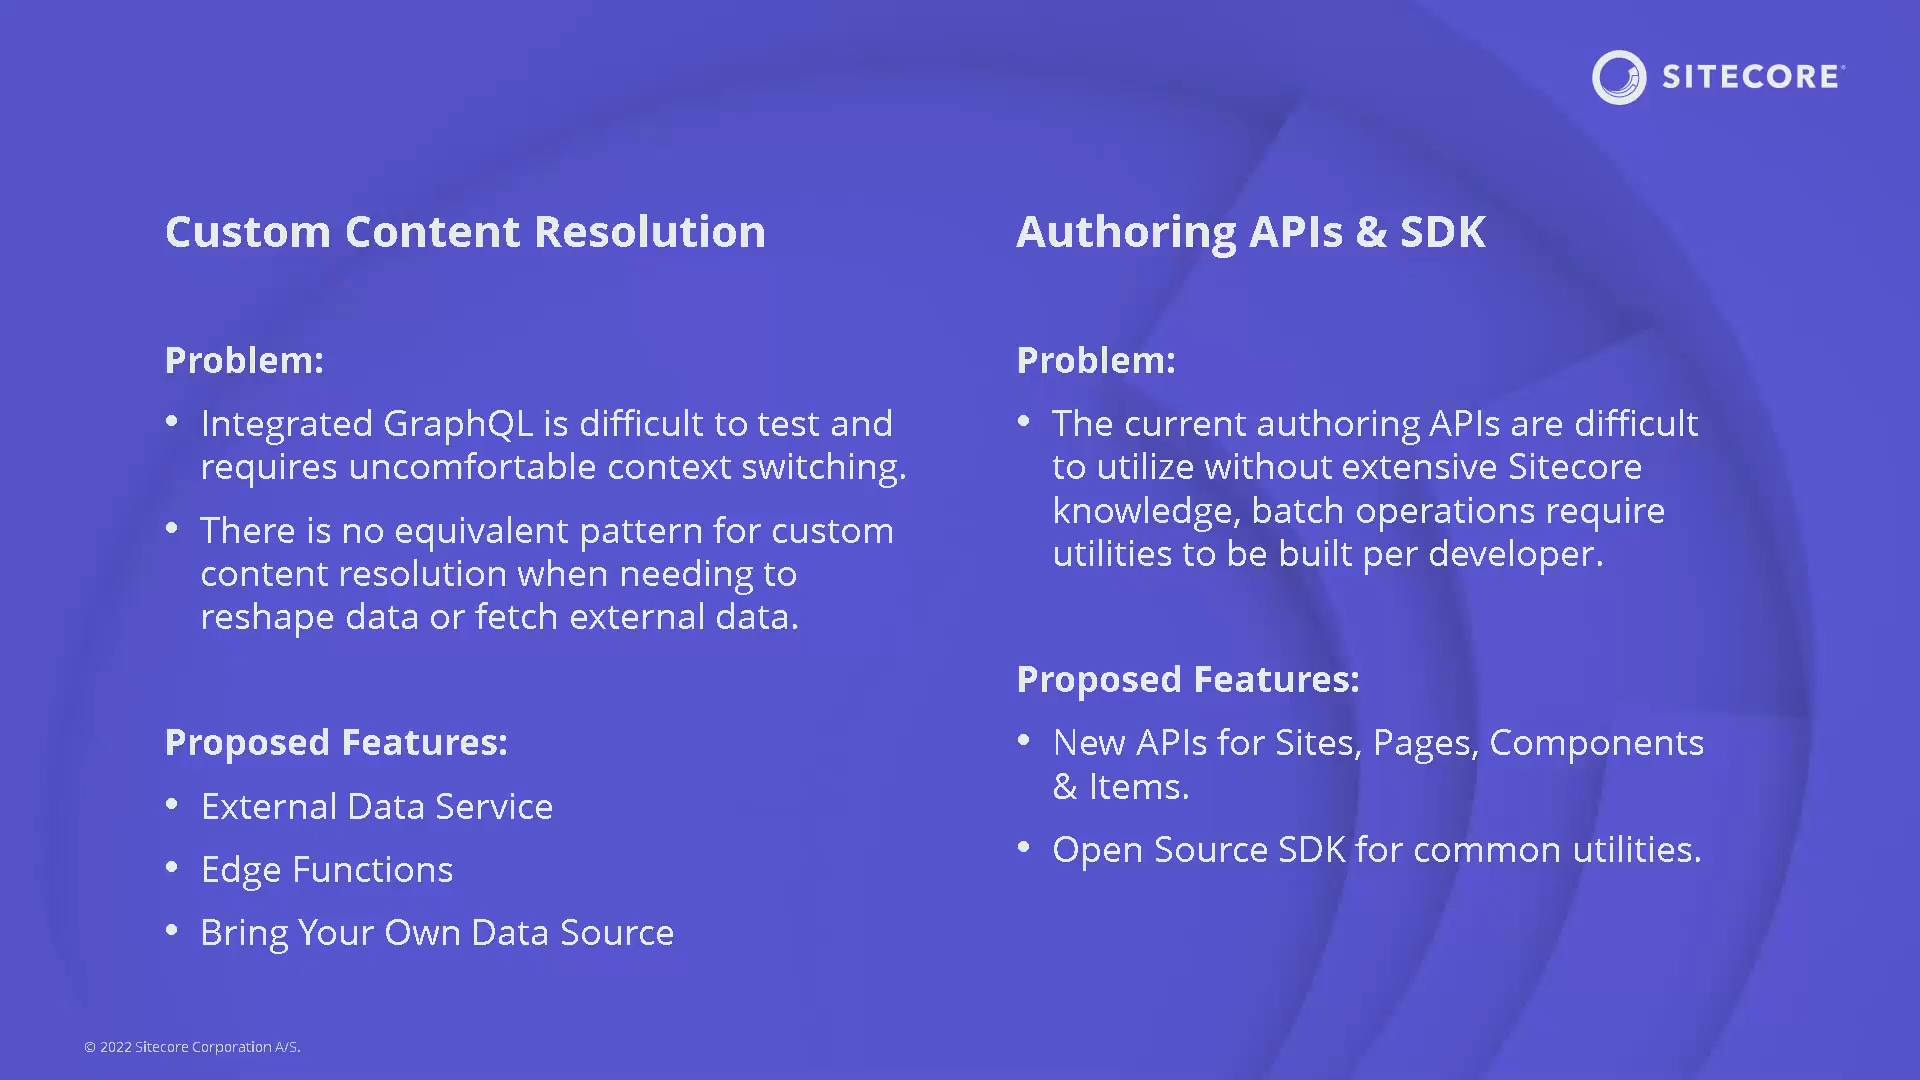 SITECORE
Custom Content Resolution
Problem:
• Integrated GraphQL is difficult to test and
requires uncomfortable context switching.
• There is no equivalent pattern for custom
content resolution when needing to
reshape data or fetch external data.
Proposed Features:
• External Data Service
• Edge Functions
• Bring Your Own Data Source
Authoring APIs & SDK
Problem:
• The current authoring APIs are difficult
to utilize without extensive Sitecore
knowledge, batch operations require
utilities to be built per developer.
Proposed Features:
• New APIs for Sites, Pages, Components
& Items.
• Open Source SDK for common utilities.
© 2022 Sitecore Corporation A/S.